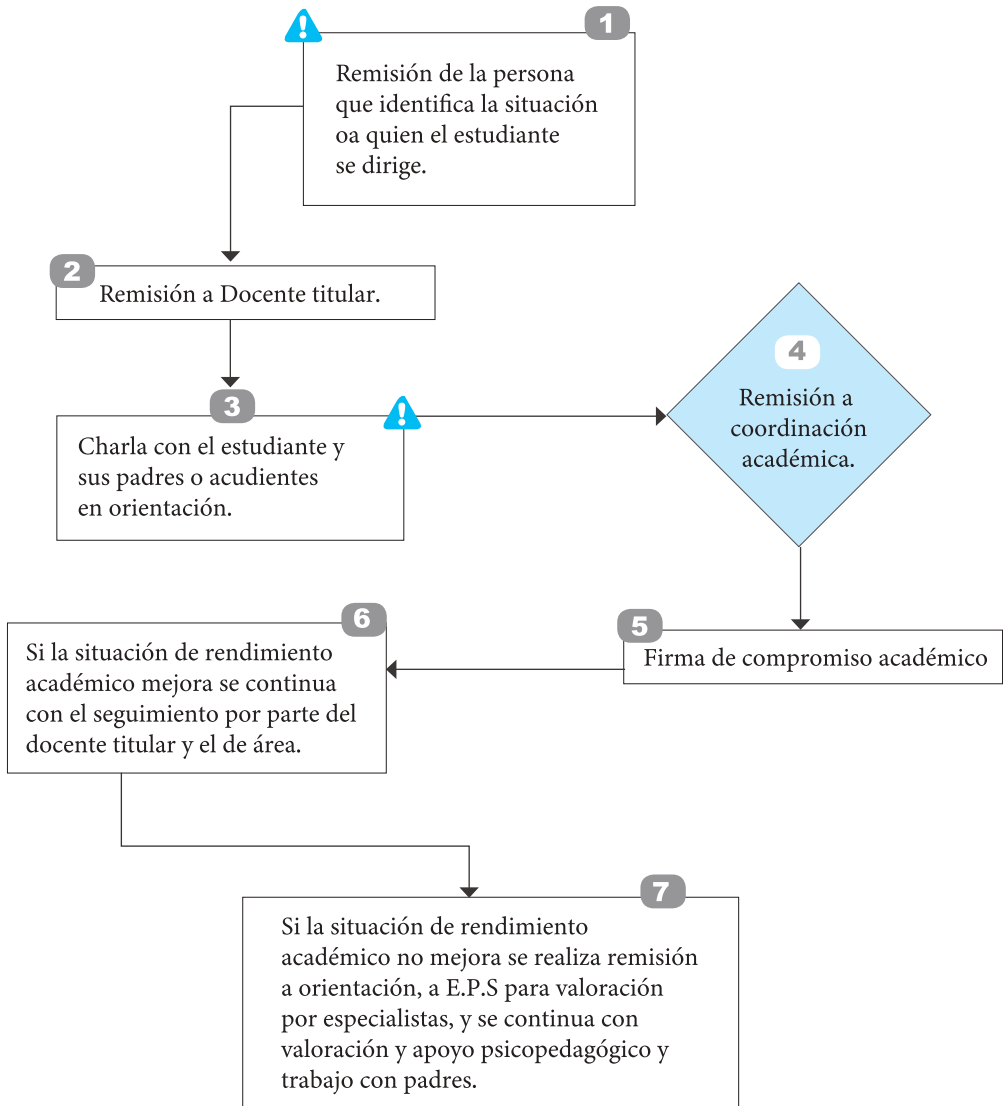 1
Remisión de la persona
que identifica la situación
oa quien el estudiante
se dirige.
2
Remisión a Docente titular.
3
Charla con el estudiante y
sus padres o acudientes
en orientación.
4
Remisión a
coordinación
académica.
5
Firma de compromiso académico
6
Si la situación de rendimiento
académico mejora se continua
con el seguimiento por parte del
docente titular y el de área.
7
Si la situación de rendimiento
académico no mejora se realiza remisión
a orientación, a E.P.S para valoración
por especialistas, y se continua con
valoración y apoyo psicopedagógico y
trabajo con padres.